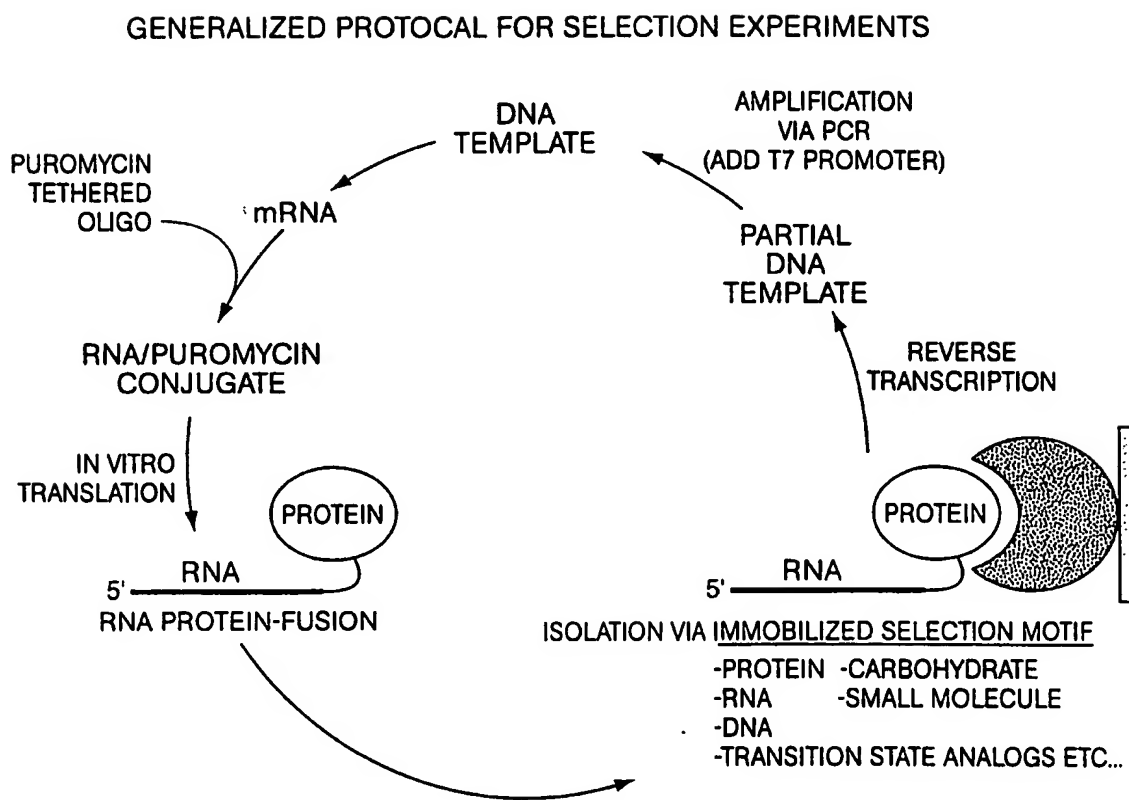 GENERALIZED PROTOCAL FOR SELECTION EXPERIMENTS
DNA
TEMPLATE
AMPLIFICATION
VIA PCR
(ADD T7 PROMOTER)
PUROMYCIN
TETHERED
OLIGO
mRNA
PARTIAL
DNA
TEMPLATE
RNA/PUROMYCIN
CONJUGATE
REVERSE
TRANSCRIPTION
IN VITRO
TRANSLATION
PROTEIN
RNA
5'
RNA PROTEIN-FUSION
PROTEIN
RNA
5'
ISOLATION VIA IMMOBILIZED SELECTION MOTIF
-PROTEIN -CARBOHYDRATE
-RNA -SMALL MOLECULE
-DNA
-TRANSITION STATE ANALOGS ETC...